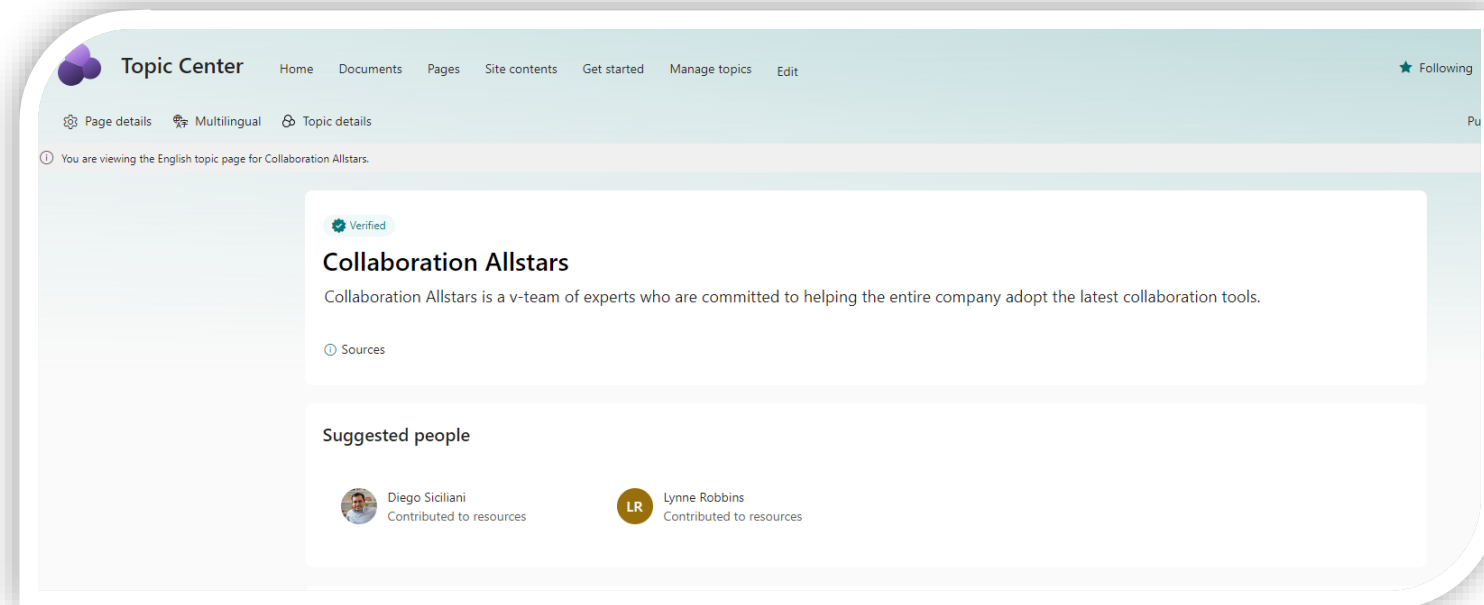 Topic Center Home Documents Pages Site contents Get started Manage topics Edit Following
Page details Multilingual Topic details Pu
You are viewing the English topic page for Collaboration Allstars.
Verified
Collaboration Allstars
Collaboration Allstars is a v-team of experts who are committed to helping the entire company adopt the latest collaboration tools.
Sources
Suggested people
Diego Siciliani
Contributed to resources
LR
Lynne Robbins
Contributed to resources